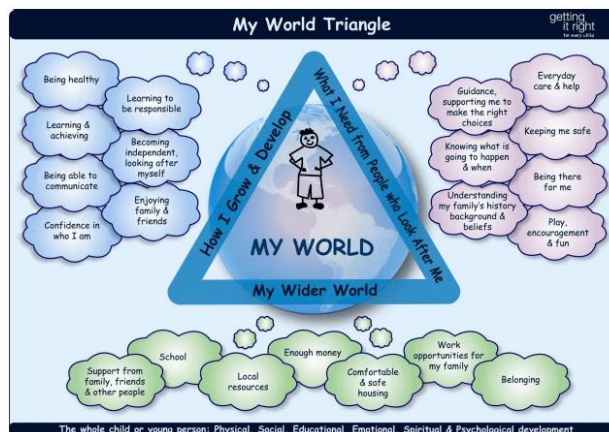 My World Triangle
getting
it right
for every child
Being healthy
Learning to
be responsible
Learning &
achieving
Becoming
independent,
looking after
myself
Being able to
communicate
Enjoying
family &
friends
Confidence in
who I am
How I Grow & Develop
What I Need from People who Look After Me
MY WORLD
My Wider World
Everyday
care & help
Guidance,
supporting me to
make the right
choices
Keeping me safe
Knowing what is
going to happen
& when
Being there
for me
Understanding
my family's history
background &
beliefs
Play,
encouragement
& fun
Support from
family, friends
& other people
School
Local
resources
Enough money
Comfortable
& safe
housing
Work
opportunities for
my family
Belonging
The whole child or young person: Physical, Social, Educational, Emotional, Spiritual & Psychological development